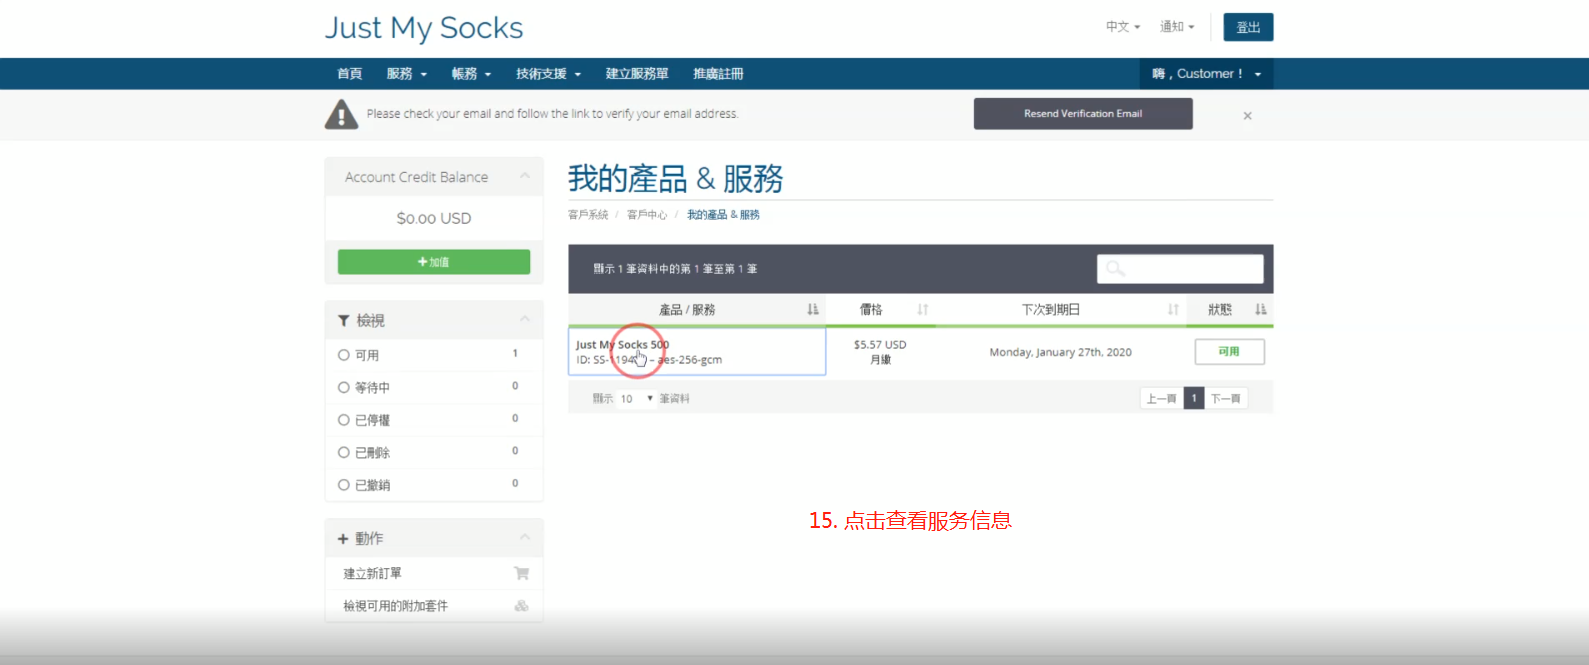 Just My Socks
中文
通知
登出
首頁 服務 帳務 技術支援 建立服務單 推廣註冊
嗨，Customer！
Please check your email and follow the link to verify your email address.
Resend Verification Email
×
Account Credit Balance
$0.00 USD
+加值
檢視
可用 1
等待中 0
已停權 0
已刪除 0
已撤銷 0
動作
建立新訂單
檢視可用的附加套件
我的產品 & 服務
客戶系統 / 客戶中心 / 我的產品 & 服務
顯示 1 筆資料中的第 1 筆至第 1 筆
產品 / 服務 價格 下次到期日 狀態
Just My Socks 500
ID: SS-1194 – aes-256-gcm
$5.57 USD
月繳
Monday, January 27th, 2020
可用
顯示 10 筆資料
上一頁 1 下一頁
15. 点击查看服务信息